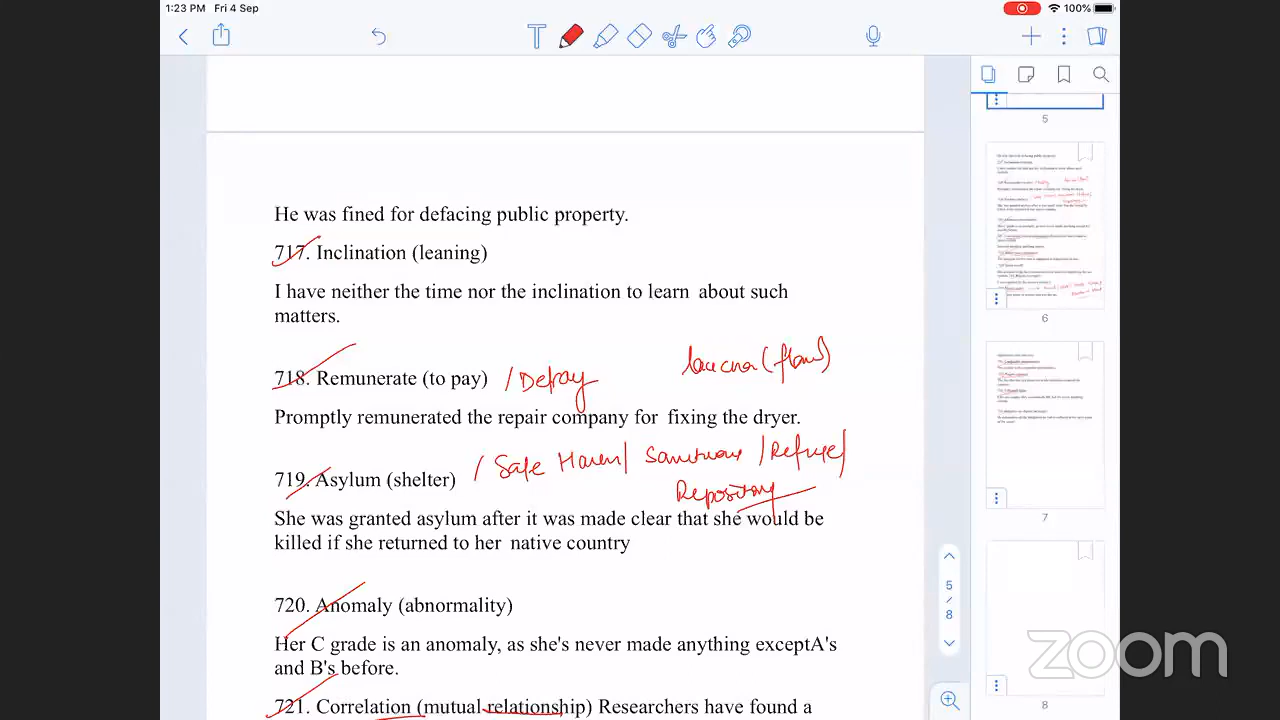 1:23 PM Fri 4 Sep
100%
He was fined for defacing public property.
717. Inclination (leaning)
I have neither the time nor the inclination to learn about such
matters.
718. Remunerate (to pay) / Defray
lacuna (flaw)
Promptly remunerate the repair company for fixing the dryer.
719. Asylum (shelter) / Safe Haven / Sanctuary / Refuge /
Repository
She was granted asylum after it was made clear that she would be
killed if she returned to her native country
720. Anomaly (abnormality)
Her C grade is an anomaly, as she's never made anything exceptA's
and B's before.
721. Correlation (mutual relationship) Researchers have found a
5
6
7
8
5
/
8
zoom